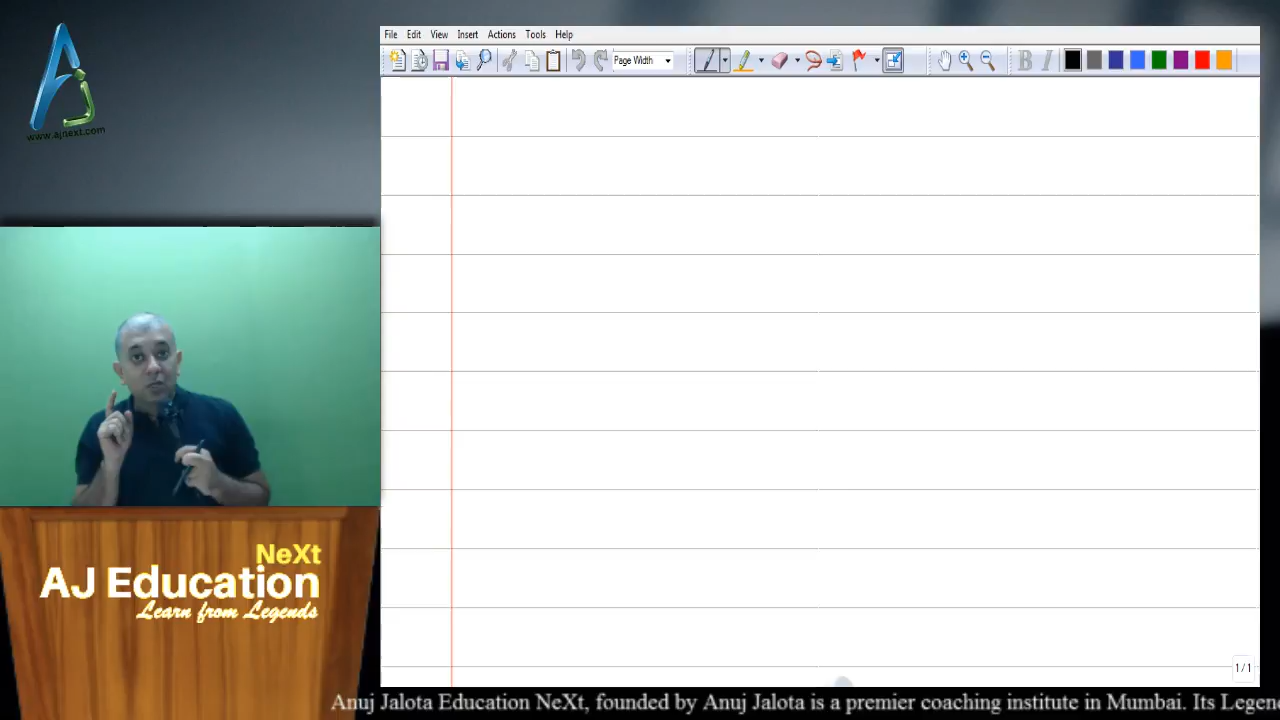 www.ajnext.com
File Edit View Insert Actions Tools Help
Page Width
B I
NeXt
AJ Education
Learn from Legends
1/1
Anuj Jalota Education NeXt, founded by Anuj Jalota is a premier coaching institute in Mumbai. Its Legen